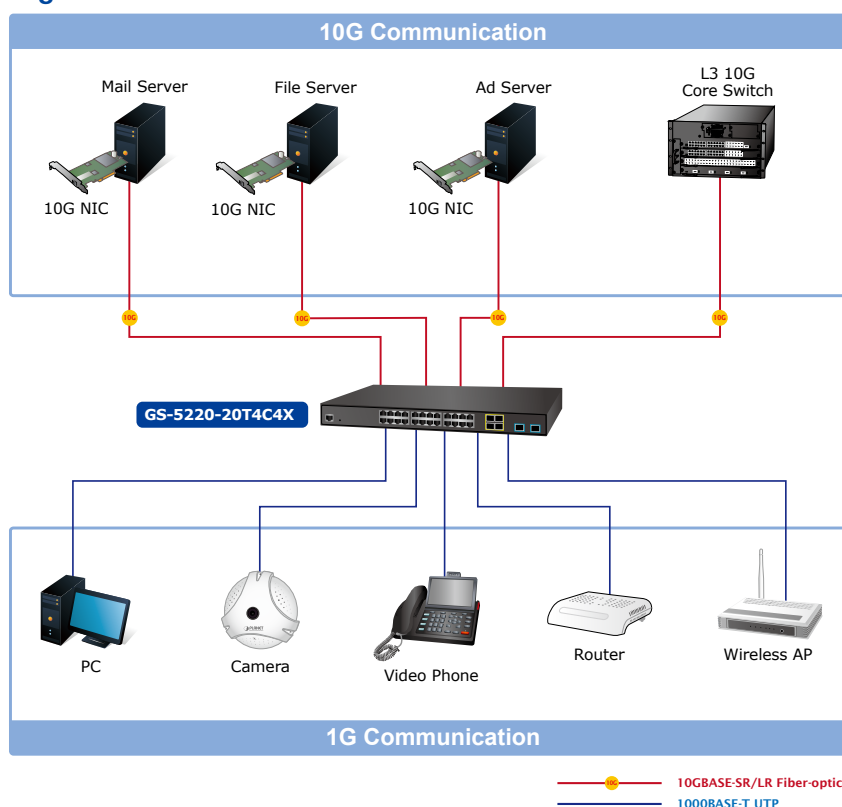 10G Communication
Mail Server
File Server
Ad Server
L3 10G
Core Switch
10G NIC
10G NIC
10G NIC
10G
10G
10G
10G
GS-5220-20T4C4X
PLANET
PC
Camera
Video Phone
Router
Wireless AP
1G Communication
10G
10GBASE-SR/LR Fiber-optic
1000BASE-T UTP